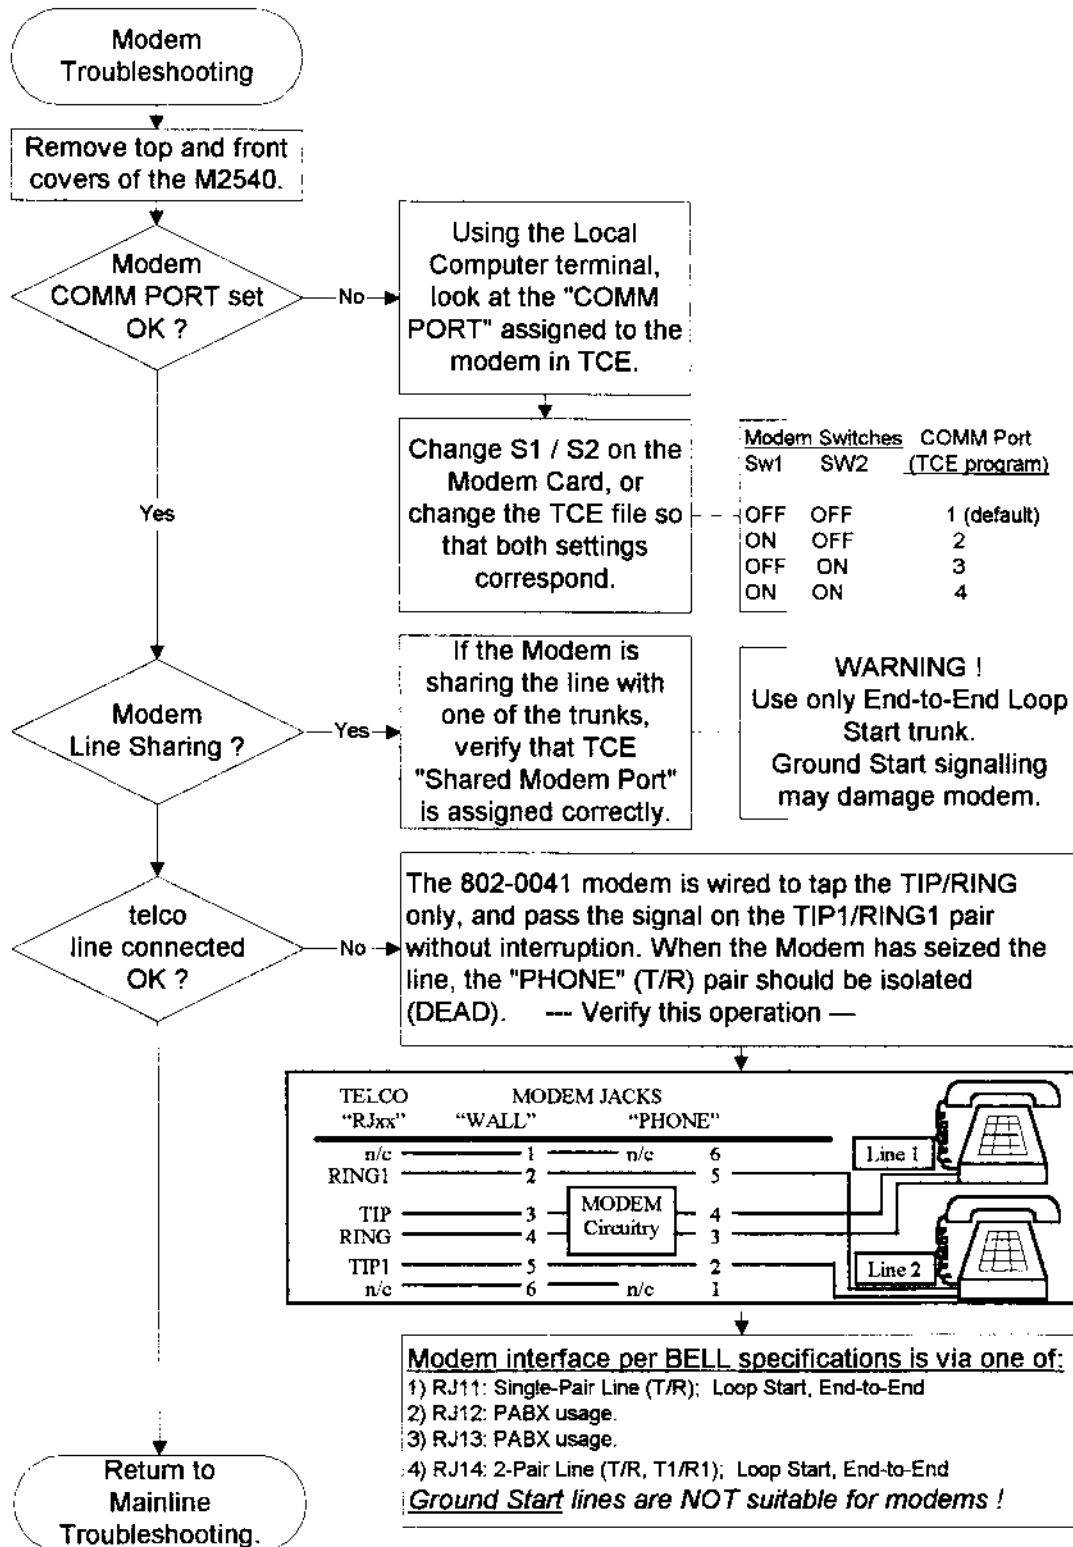 Modem
Troubleshooting
Remove top and front
covers of the M2540.
Modem
COMM PORT set
OK ?
No
Using the Local
Computer terminal,
look at the "COMM
PORT" assigned to the
modem in TCE.
Yes
Change S1 / S2 on the
Modem Card, or
change the TCE file so
that both settings
correspond.
Modem Switches COMM Port
Sw1 SW2 (TCE program)
OFF OFF 1 (default)
ON OFF 2
OFF ON 3
ON ON 4
Modem
Line Sharing ?
Yes
If the Modem is
sharing the line with
one of the trunks,
verify that TCE
"Shared Modem Port"
is assigned correctly.
WARNING !
Use only End-to-End Loop
Start trunk.
Ground Start signalling
may damage modem.
telco
line connected
OK ?
No
The 802-0041 modem is wired to tap the TIP/RING
only, and pass the signal on the TIP1/RING1 pair
without interruption. When the Modem has seized the
line, the "PHONE" (T/R) pair should be isolated
(DEAD). --- Verify this operation —
TELCO MODEM JACKS
"RJxx" "WALL" "PHONE"
n/c 1 n/c 6
RING1 2 5
TIP 3 4
RING 4 3
MODEM
Circuitry
TIP1 5 2
n/c 6 n/c 1
Line 1
Line 2
Modem interface per BELL specifications is via one of:
1) RJ11: Single-Pair Line (T/R); Loop Start, End-to-End
2) RJ12: PABX usage.
3) RJ13: PABX usage.
4) RJ14: 2-Pair Line (T/R, T1/R1); Loop Start, End-to-End
Ground Start lines are NOT suitable for modems !
Return to
Mainline
Troubleshooting.